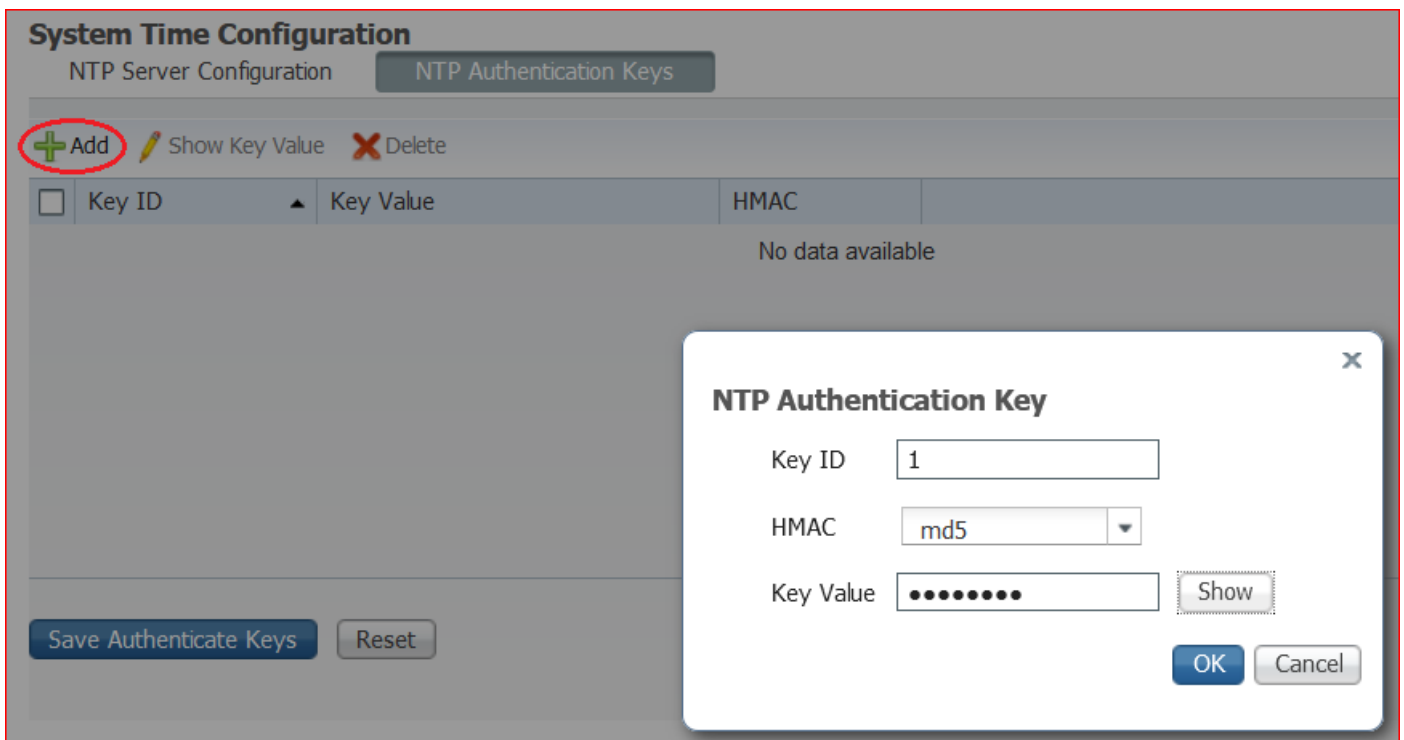 System Time Configuration
NTP Server Configuration NTP Authentication Keys
Add Show Key Value Delete
Key ID Key Value HMAC
No data available
NTP Authentication Key
Key ID 1
HMAC md5
Key Value •••••••• Show
OK Cancel
Save Authenticate Keys Reset